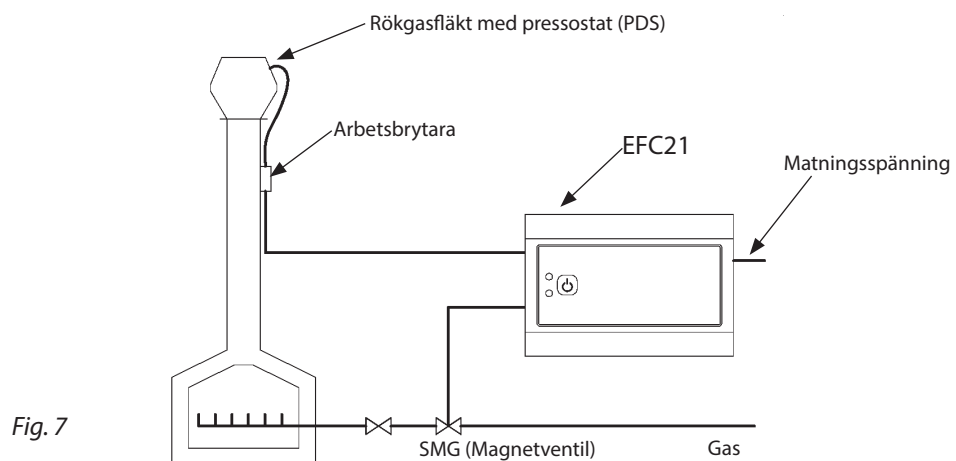 Rökgasfläkt med pressostat (PDS)
Arbetsbrytara
EFC21
Matningsspänning
Fig. 7
SMG (Magnetventil)
Gas